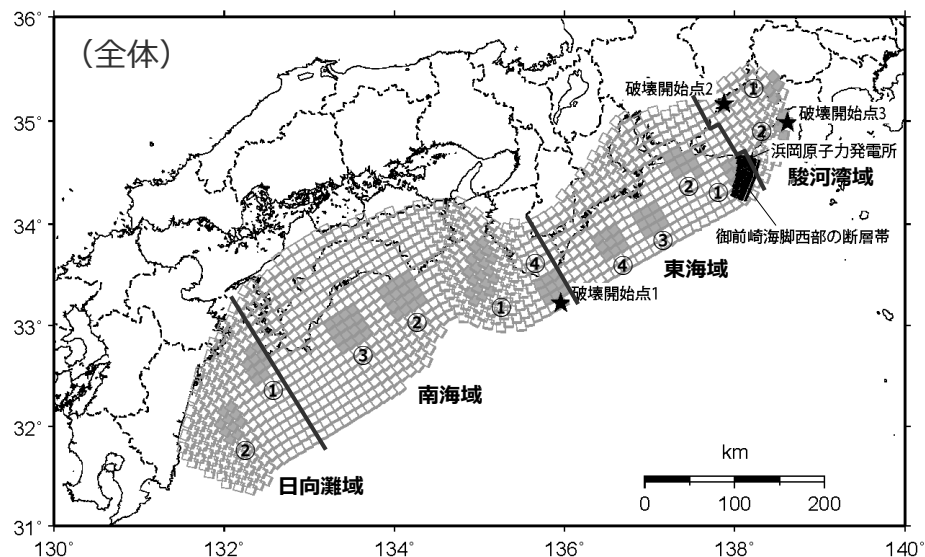 36°
(全体)
破壊開始点2
①
35°
破壊開始点3
②
浜岡原子力発電所
②
①
駿河湾域
34°
御前崎海脚西部の断層帯
③
④
④
東海域
破壊開始点1
①
33°
②
③
①
南海域
32°
②
日向灘域
km
0 50 100 150 200
31°
130° 132° 134° 136° 138° 140°